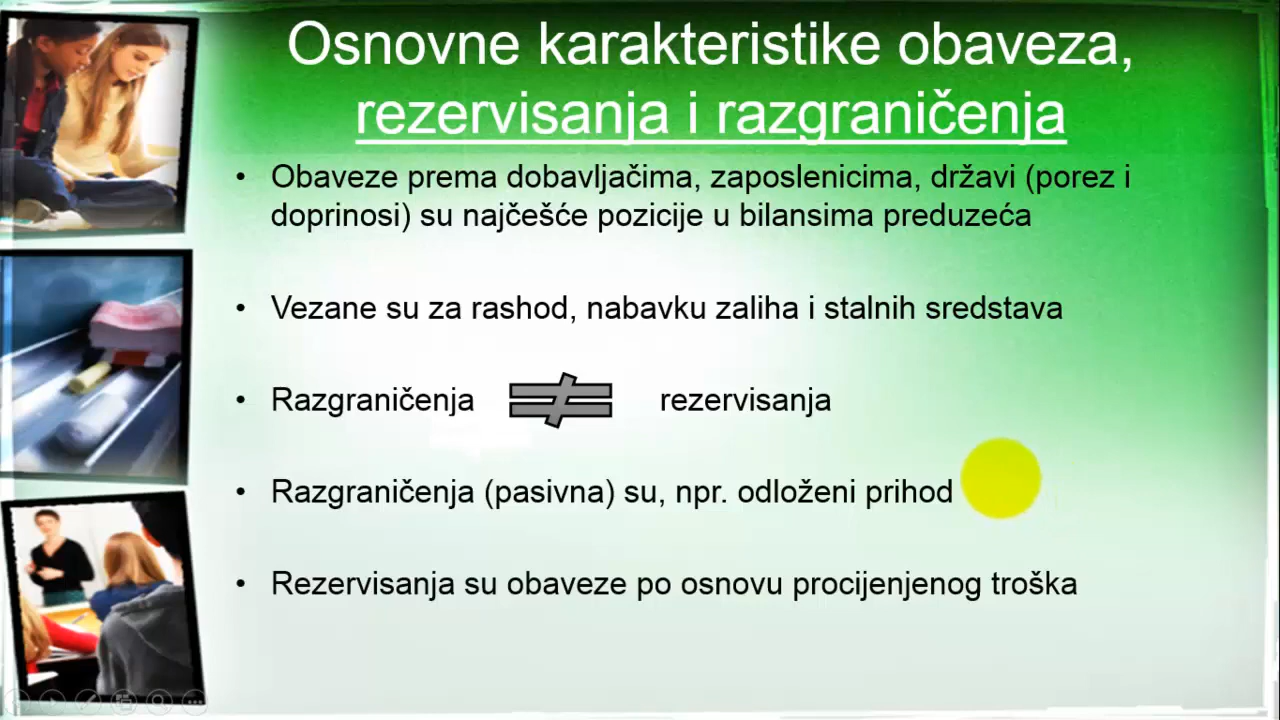 Osnovne karakteristike obaveza,
rezervisanja i razgraničenja
• Obaveze prema dobavljačima, zaposlenicima, državi (porez i
doprinosi) su najčešće pozicije u bilansima preduzeća
• Vezane su za rashod, nabavku zaliha i stalnih sredstava
• Razgraničenja ≠ rezervisanja
• Razgraničenja (pasivna) su, npr. odloženi prihod
• Rezervisanja su obaveze po osnovu procijenjenog troška